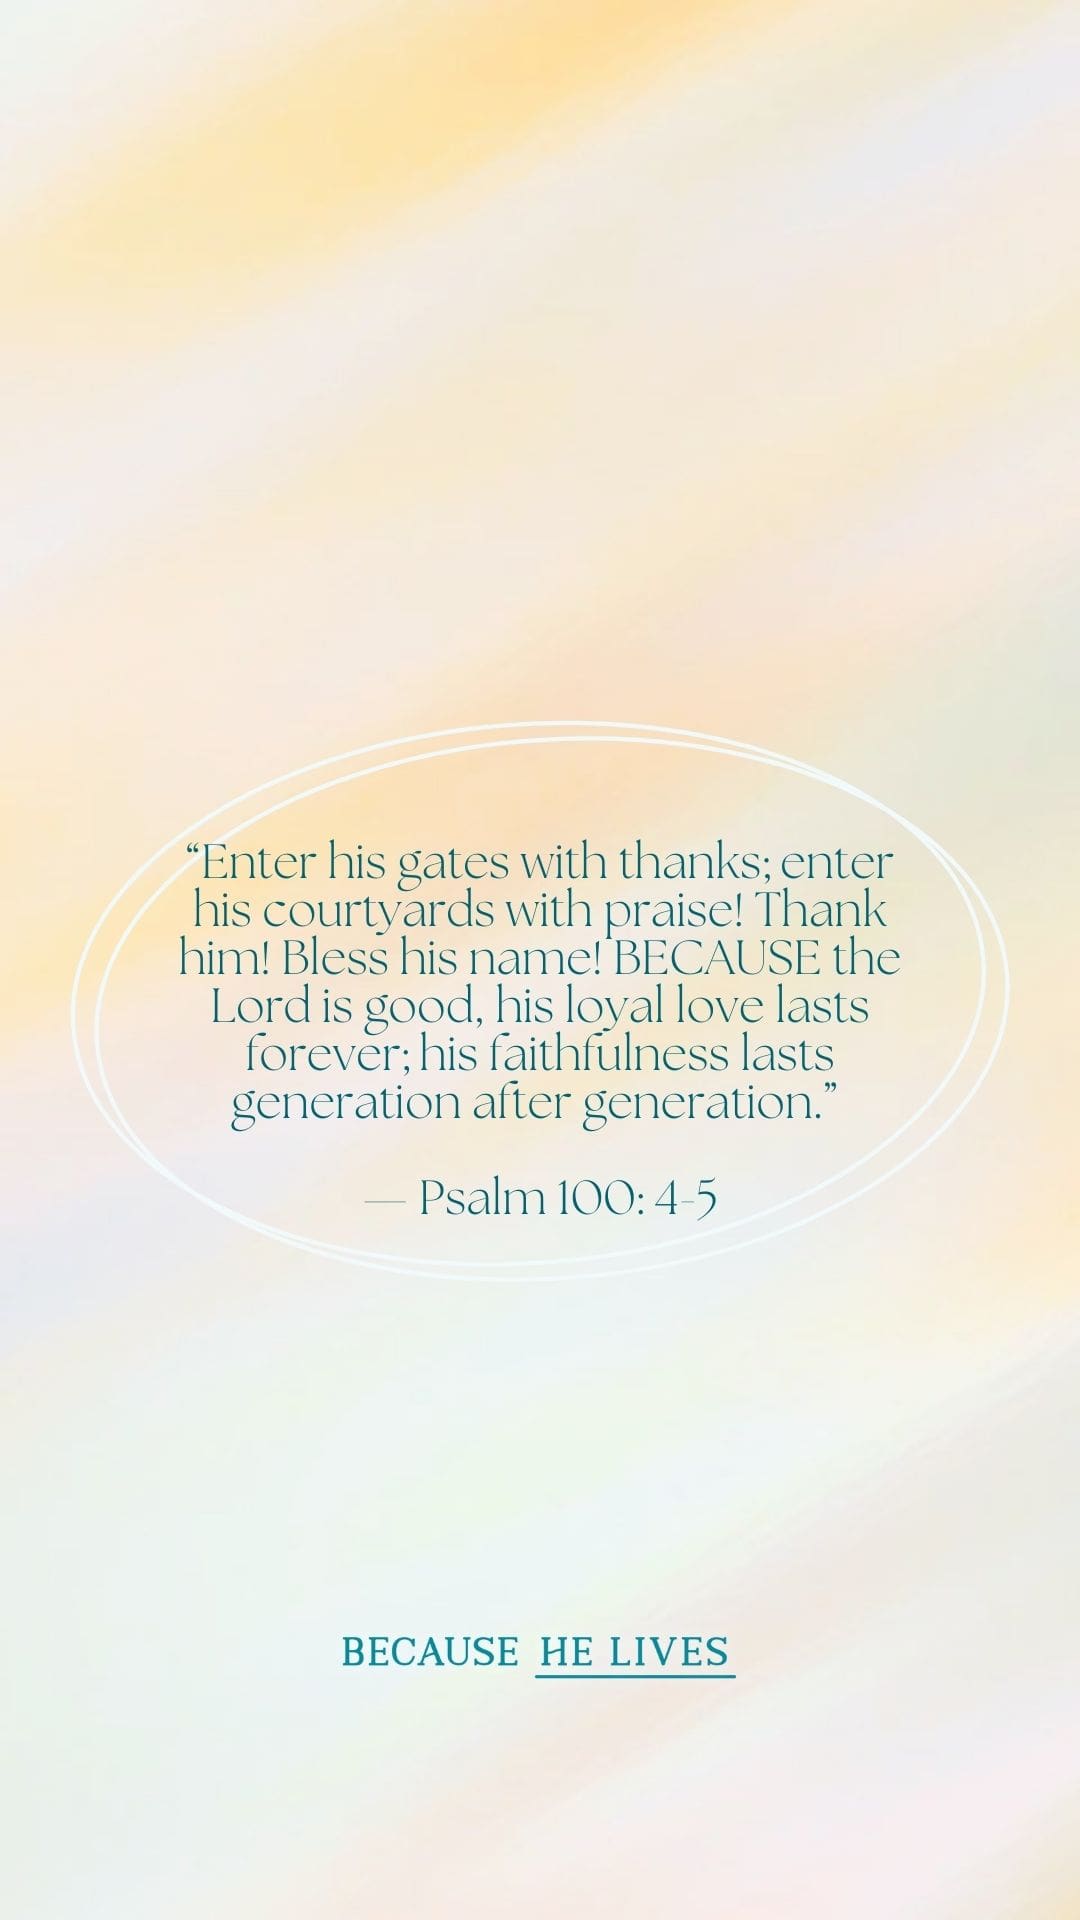 “Enter his gates with thanks; enter
his courtyards with praise! Thank
him! Bless his name! BECAUSE the
Lord is good, his loyal love lasts
forever; his faithfulness lasts
generation after generation.”
— Psalm 100: 4-5
BECAUSE HE LIVES